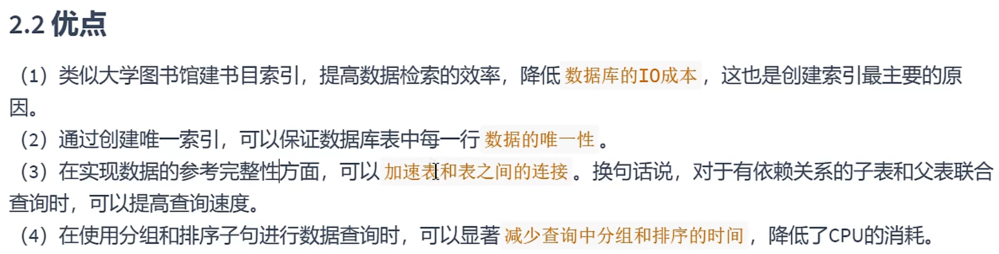 2.2 优点
（1）类似大学图书馆建书目索引，提高数据检索的效率，降低 数据库的IO成本 ，这也是创建索引最主要的原
因。
（2）通过创建唯一索引，可以保证数据库表中每一行 数据的唯一性 。
（3）在实现数据的参考完整性方面，可以 加速表和表之间的连接 。换句话说，对于有依赖关系的子表和父表联合
查询时，可以提高查询速度。
（4）在使用分组和排序子句进行数据查询时，可以显著 减少查询中分组和排序的时间 ，降低了CPU的消耗。